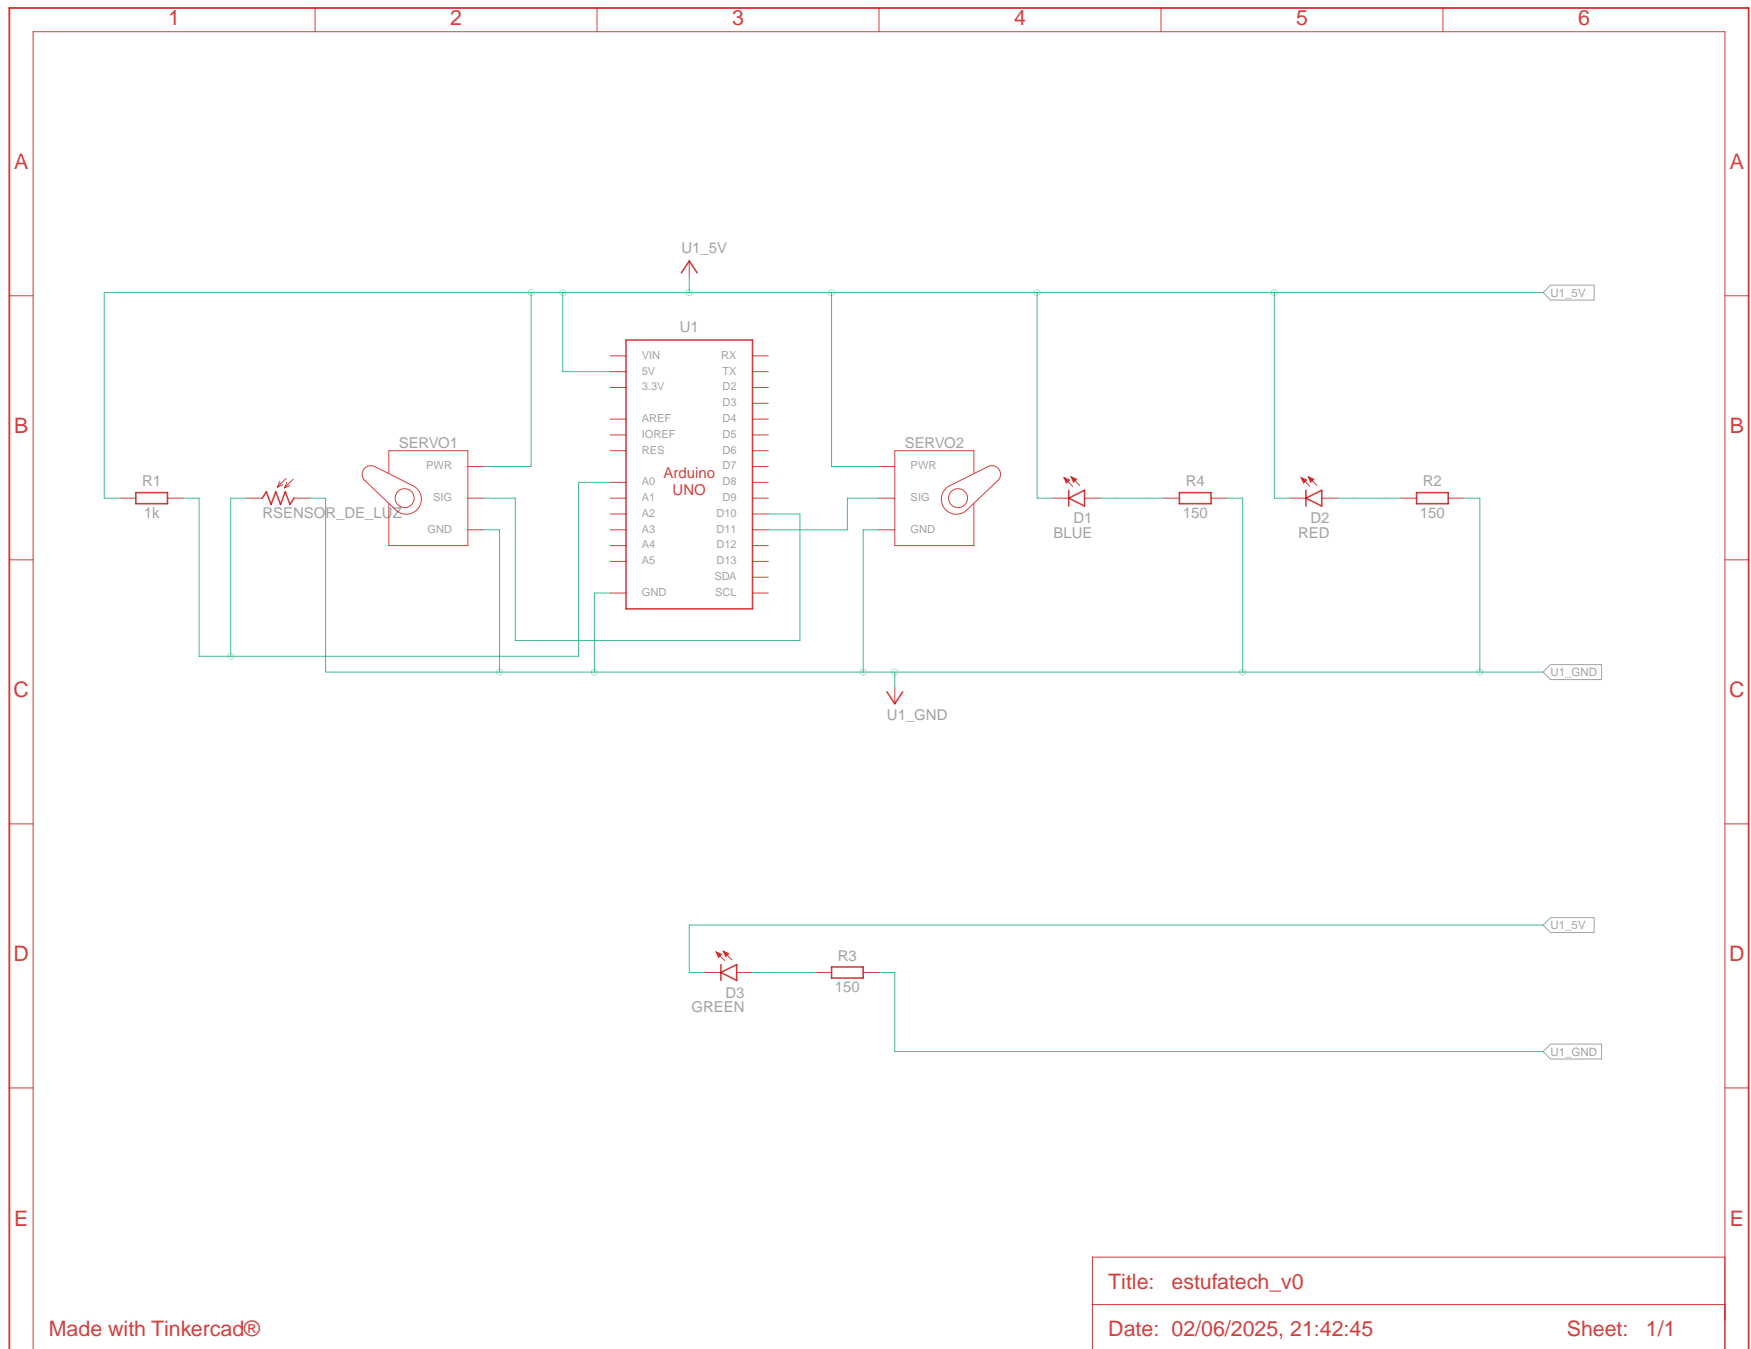 1 2 3 4 5 6
A A
U1_5V
U1_5V
U1
VIN RX
5V TX
3.3V D2
D3
AREF D4
IOREF D5
RES D6
D7
A0 D8
A1 D9
A2 D10
A3 D11
A4 D12
A5 D13
SDA
GND SCL
Arduino
UNO
B B
SERVO1
PWR
SIG
GND
SERVO2
PWR
SIG
GND
R1
1k
RSENSOR_DE_LUZ
D1
BLUE
R4
150
D2
RED
R2
150
C C
U1_GND
U1_GND
U1_5V
D D
D3
GREEN
R3
150
U1_GND
E E
Title: estufatech_v0
Made with Tinkercad®
Date: 02/06/2025, 21:42:45 Sheet: 1/1